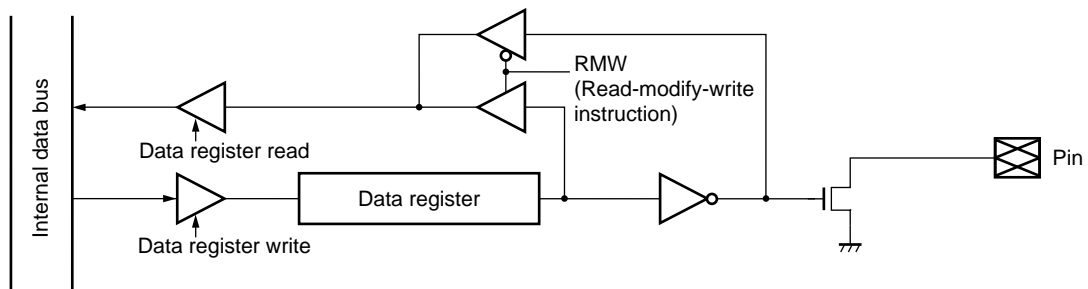 Internal data bus
RMW
(Read-modify-write
instruction)
Data register read
Pin
Data register
Data register write